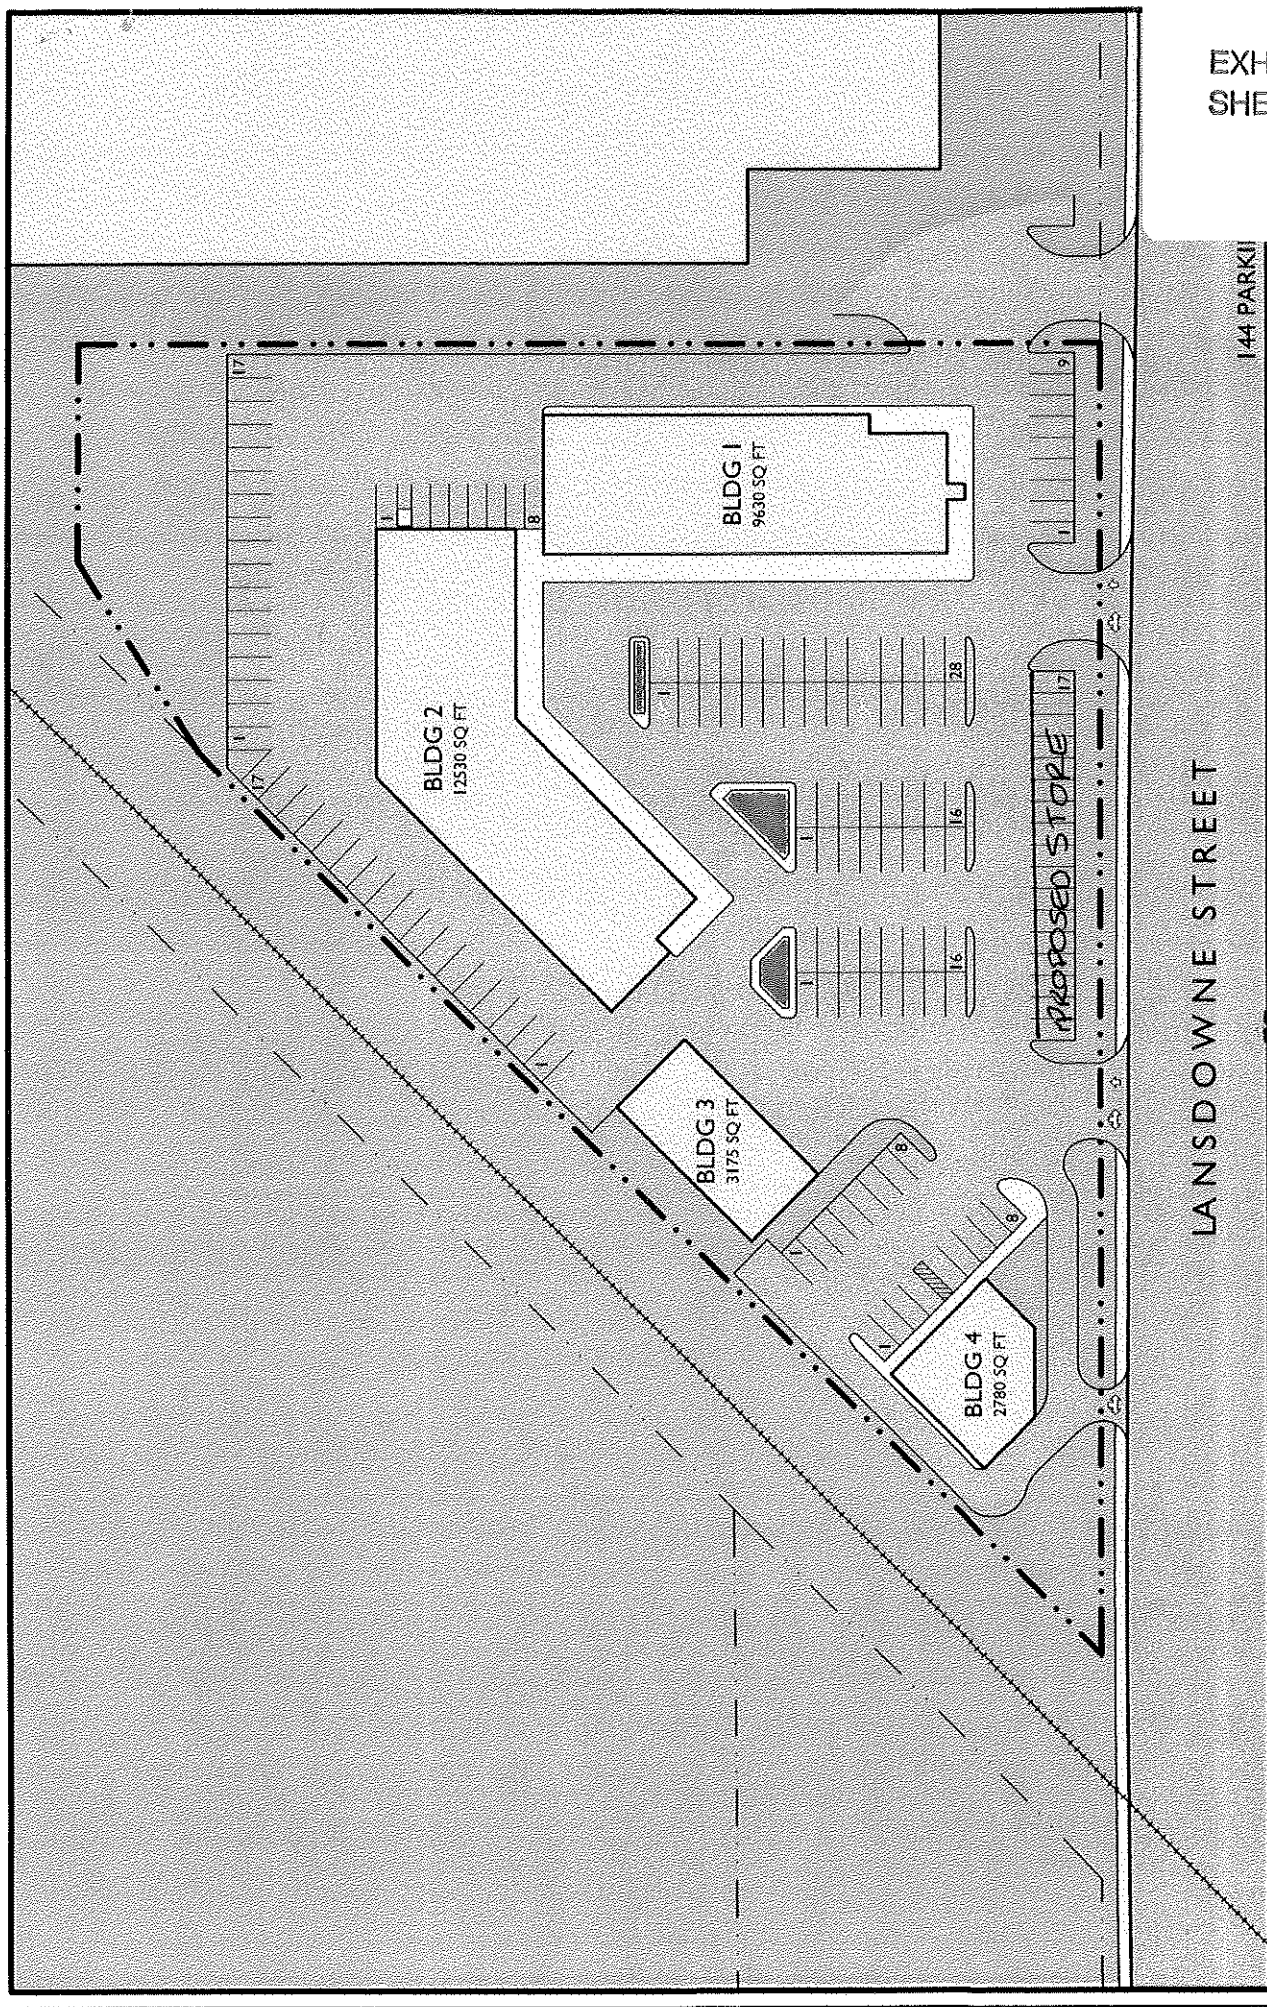 EXH
SHE
144 PARKI
17
1
8
BLDG 1
9630 SQ FT
9
1
BLDG 2
12530 SQ FT
1
28
1
17
1
16
17
PROPOSED STORE
1
16
1
BLDG 3
3175 SQ FT
8
1
8
1
BLDG 4
2780 SQ FT
LANSDOWNE STREET